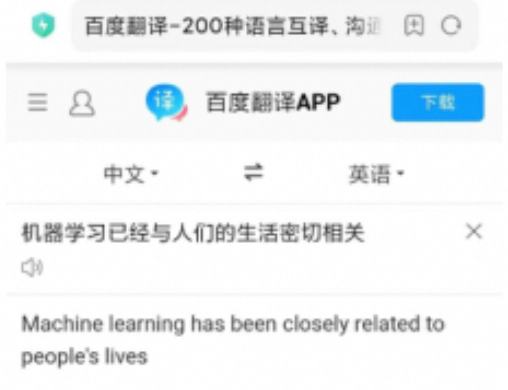 百度翻译-200种语言互译、沟通
百度翻译APP
下载
中文
英语
机器学习已经与人们的生活密切相关
Machine learning has been closely related to
people's lives